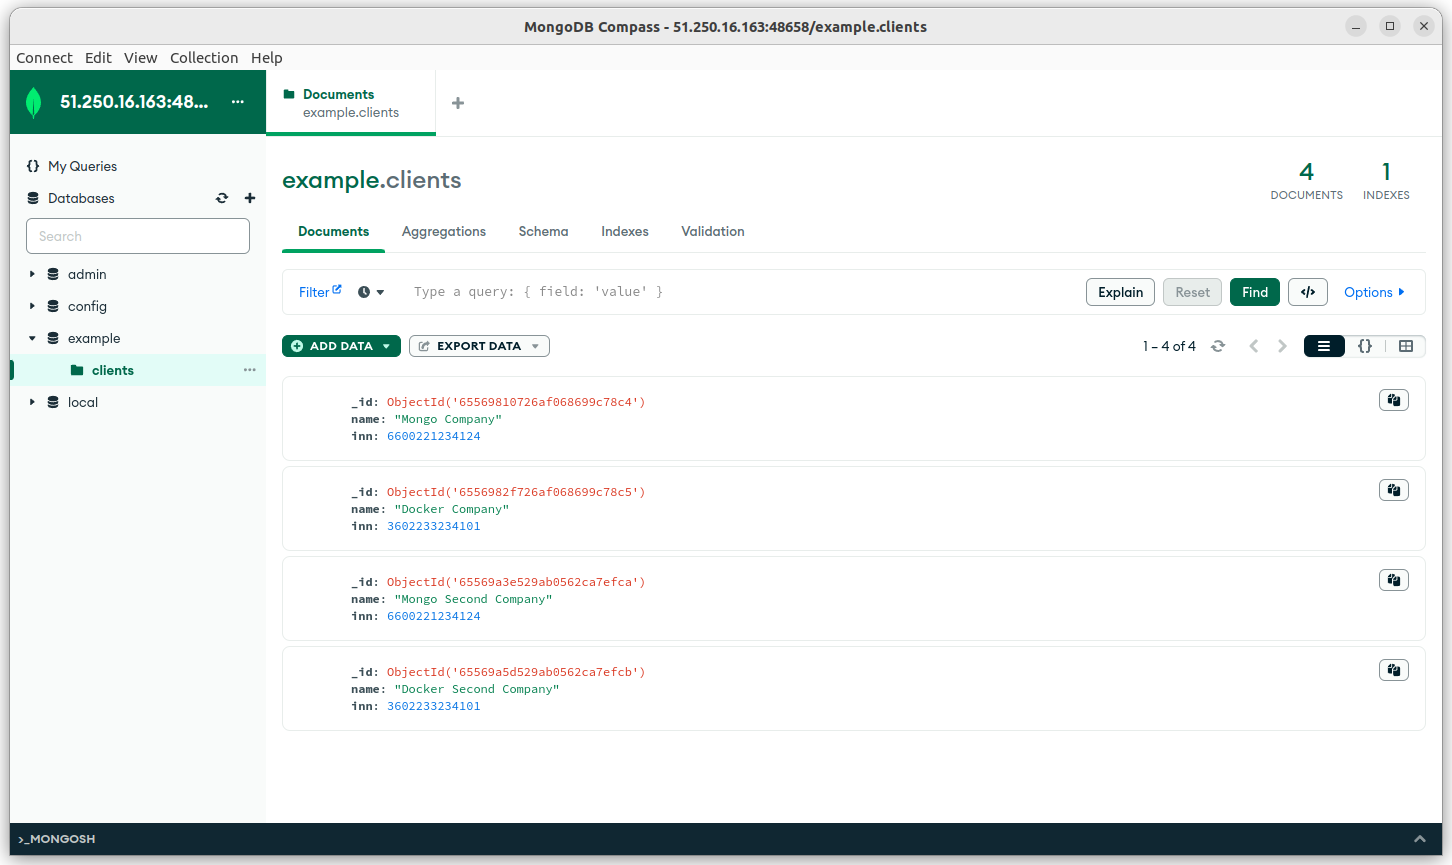 MongoDB Compass - 51.250.16.163:48658/example.clients
Connect Edit View Collection Help
51.250.16.163:48... ...
Documents
example.clients
{} My Queries
Databases
Search
admin
config
example
clients ...
local
example.clients
4
DOCUMENTS
1
INDEXES
Documents Aggregations Schema Indexes Validation
Filter Type a query: { field: 'value' } Explain Reset Find </> Options
ADD DATA EXPORT DATA 1 – 4 of 4 {}
_id: ObjectId('65569810726af068699c78c4')
name: "Mongo Company"
inn: 6600221234124
_id: ObjectId('6556982f726af068699c78c5')
name: "Docker Company"
inn: 3602233234101
_id: ObjectId('65569a3e529ab0562ca7efca')
name: "Mongo Second Company"
inn: 6600221234124
_id: ObjectId('65569a5d529ab0562ca7efcb')
name: "Docker Second Company"
inn: 3602233234101
>_MONGOSH